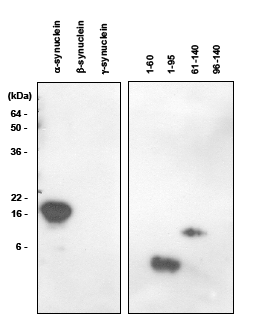 α-synuclein
β-synuclein
γ-synuclein
1-60
1-95
61-140
96-140
(kDa)
64 -
50 -
36 -
22 -
16 -
6 -